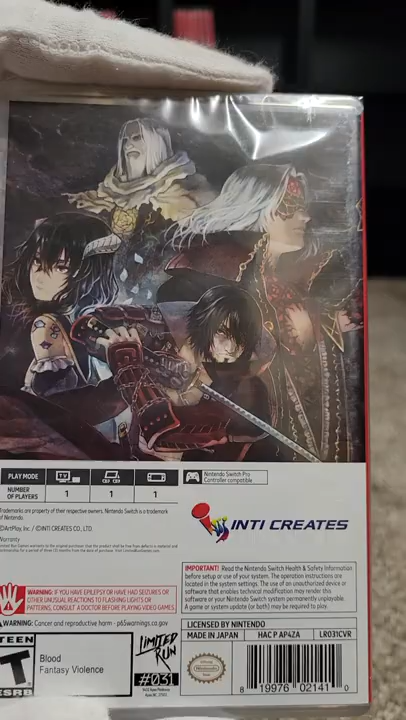 PLAY MODE
TV
Nintendo Switch Pro
Controller compatible
NUMBER
OF PLAYERS
1
1
1
Trademarks are property of their respective owners. Nintendo Switch is a trademark
of Nintendo.
©ArtPlay, Inc. / ©INTI CREATES CO., LTD.
Warranty
INTI CREATES
IMPORTANT! Read the Nintendo Switch Health & Safety Information
before setup or use of your system. The operation instructions are
located in the system settings. The use of an unauthorized device or
software that enables technical modification may render this
system or software/Nintendo Switch system permanently unplayable.
A game or system update (or both) may be required to play.
WARNING: IF YOU HAVE EPILEPSY OR HAVE HAD SEIZURES OR
OTHER UNUSUAL REACTIONS TO FLASHING LIGHTS OR
PATTERNS, CONSULT A DOCTOR BEFORE PLAYING VIDEO GAMES.
WARNING: Cancer and reproductive harm - p65warnings.ca.gov
LICENSED BY NINTENDO
MADE IN JAPAN
HAC P AP4ZA
LR031CVR
TEEN
T
ESRB
Blood
Fantasy Violence
LIMITED
RUN
#031
Nintendo
8 19976 02141 0